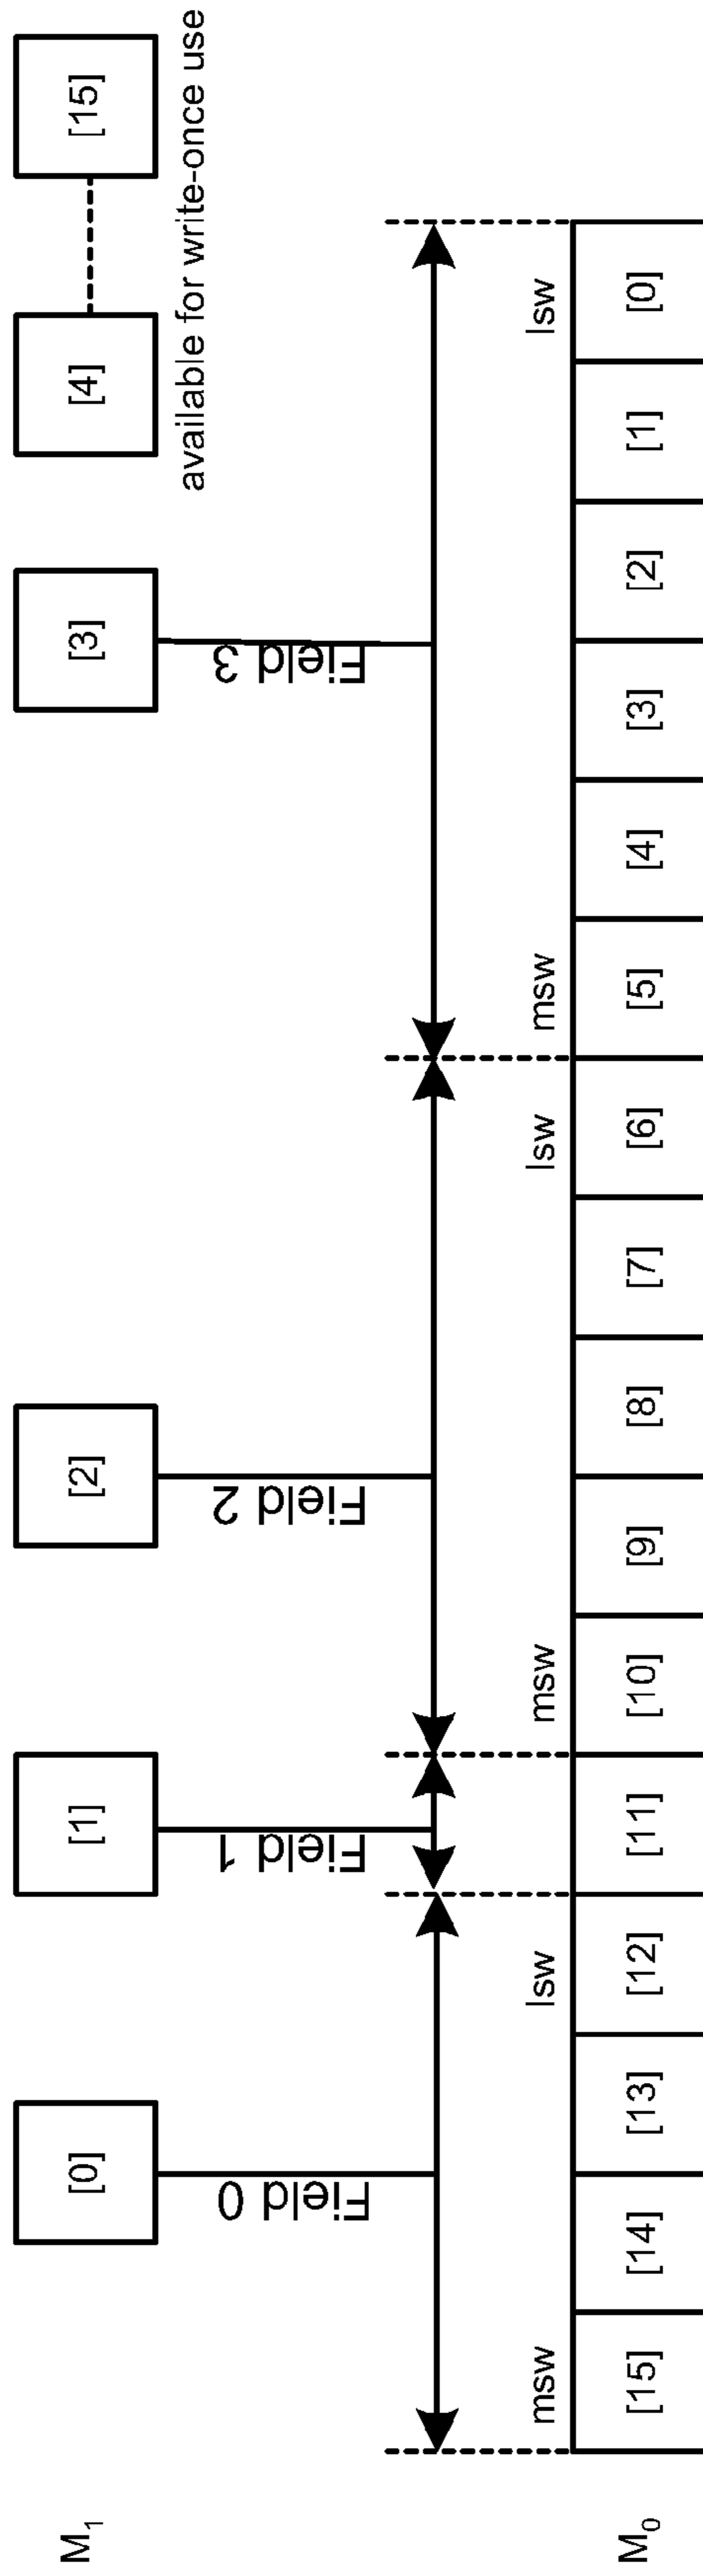 M1 [0] [1] [2] [3] [4] [15]
available for write-once use
Field 0 Field 1 Field 2 Field 3
msw lsw msw lsw msw lsw
M0 [15] [14] [13] [12] [11] [10] [9] [8] [7] [6] [5] [4] [3] [2] [1] [0]